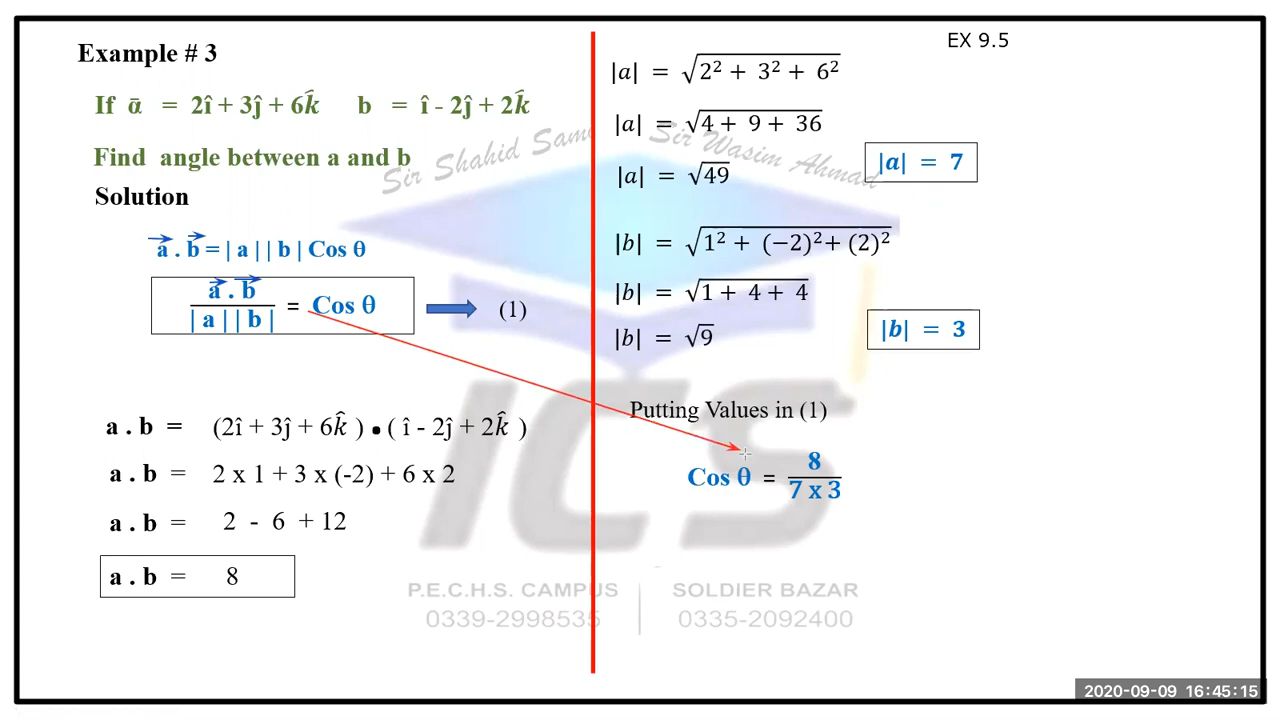 EX 9.5
Example # 3
If ᾱ = 2î + 3ĵ + 6k̂ b = î - 2ĵ + 2k̂
Find angle between a and b
Solution
a⃗ . b⃗ = | a | | b | Cos θ
a⃗ . b⃗
| a | | b |
= Cos θ
(1)
a . b = (2î + 3ĵ + 6k̂ ) • ( î - 2ĵ + 2k̂ )
a . b = 2 x 1 + 3 x (-2) + 6 x 2
a . b = 2 - 6 + 12
a . b = 8
|a| = √2² + 3² + 6²
|a| = √4 + 9 + 36
|a| = √49
|a| = 7
|b| = √1² + (−2)² + (2)²
|b| = √1 + 4 + 4
|b| = √9
|b| = 3
Putting Values in (1)
Cos θ = 8
7 x 3
Sir Shahid Sami
Sir Wasim Ahmad
ICS
P.E.C.H.S. CAMPUS
0339-2998535
SOLDIER BAZAR
0335-2092400
2020-09-09 16:45:15